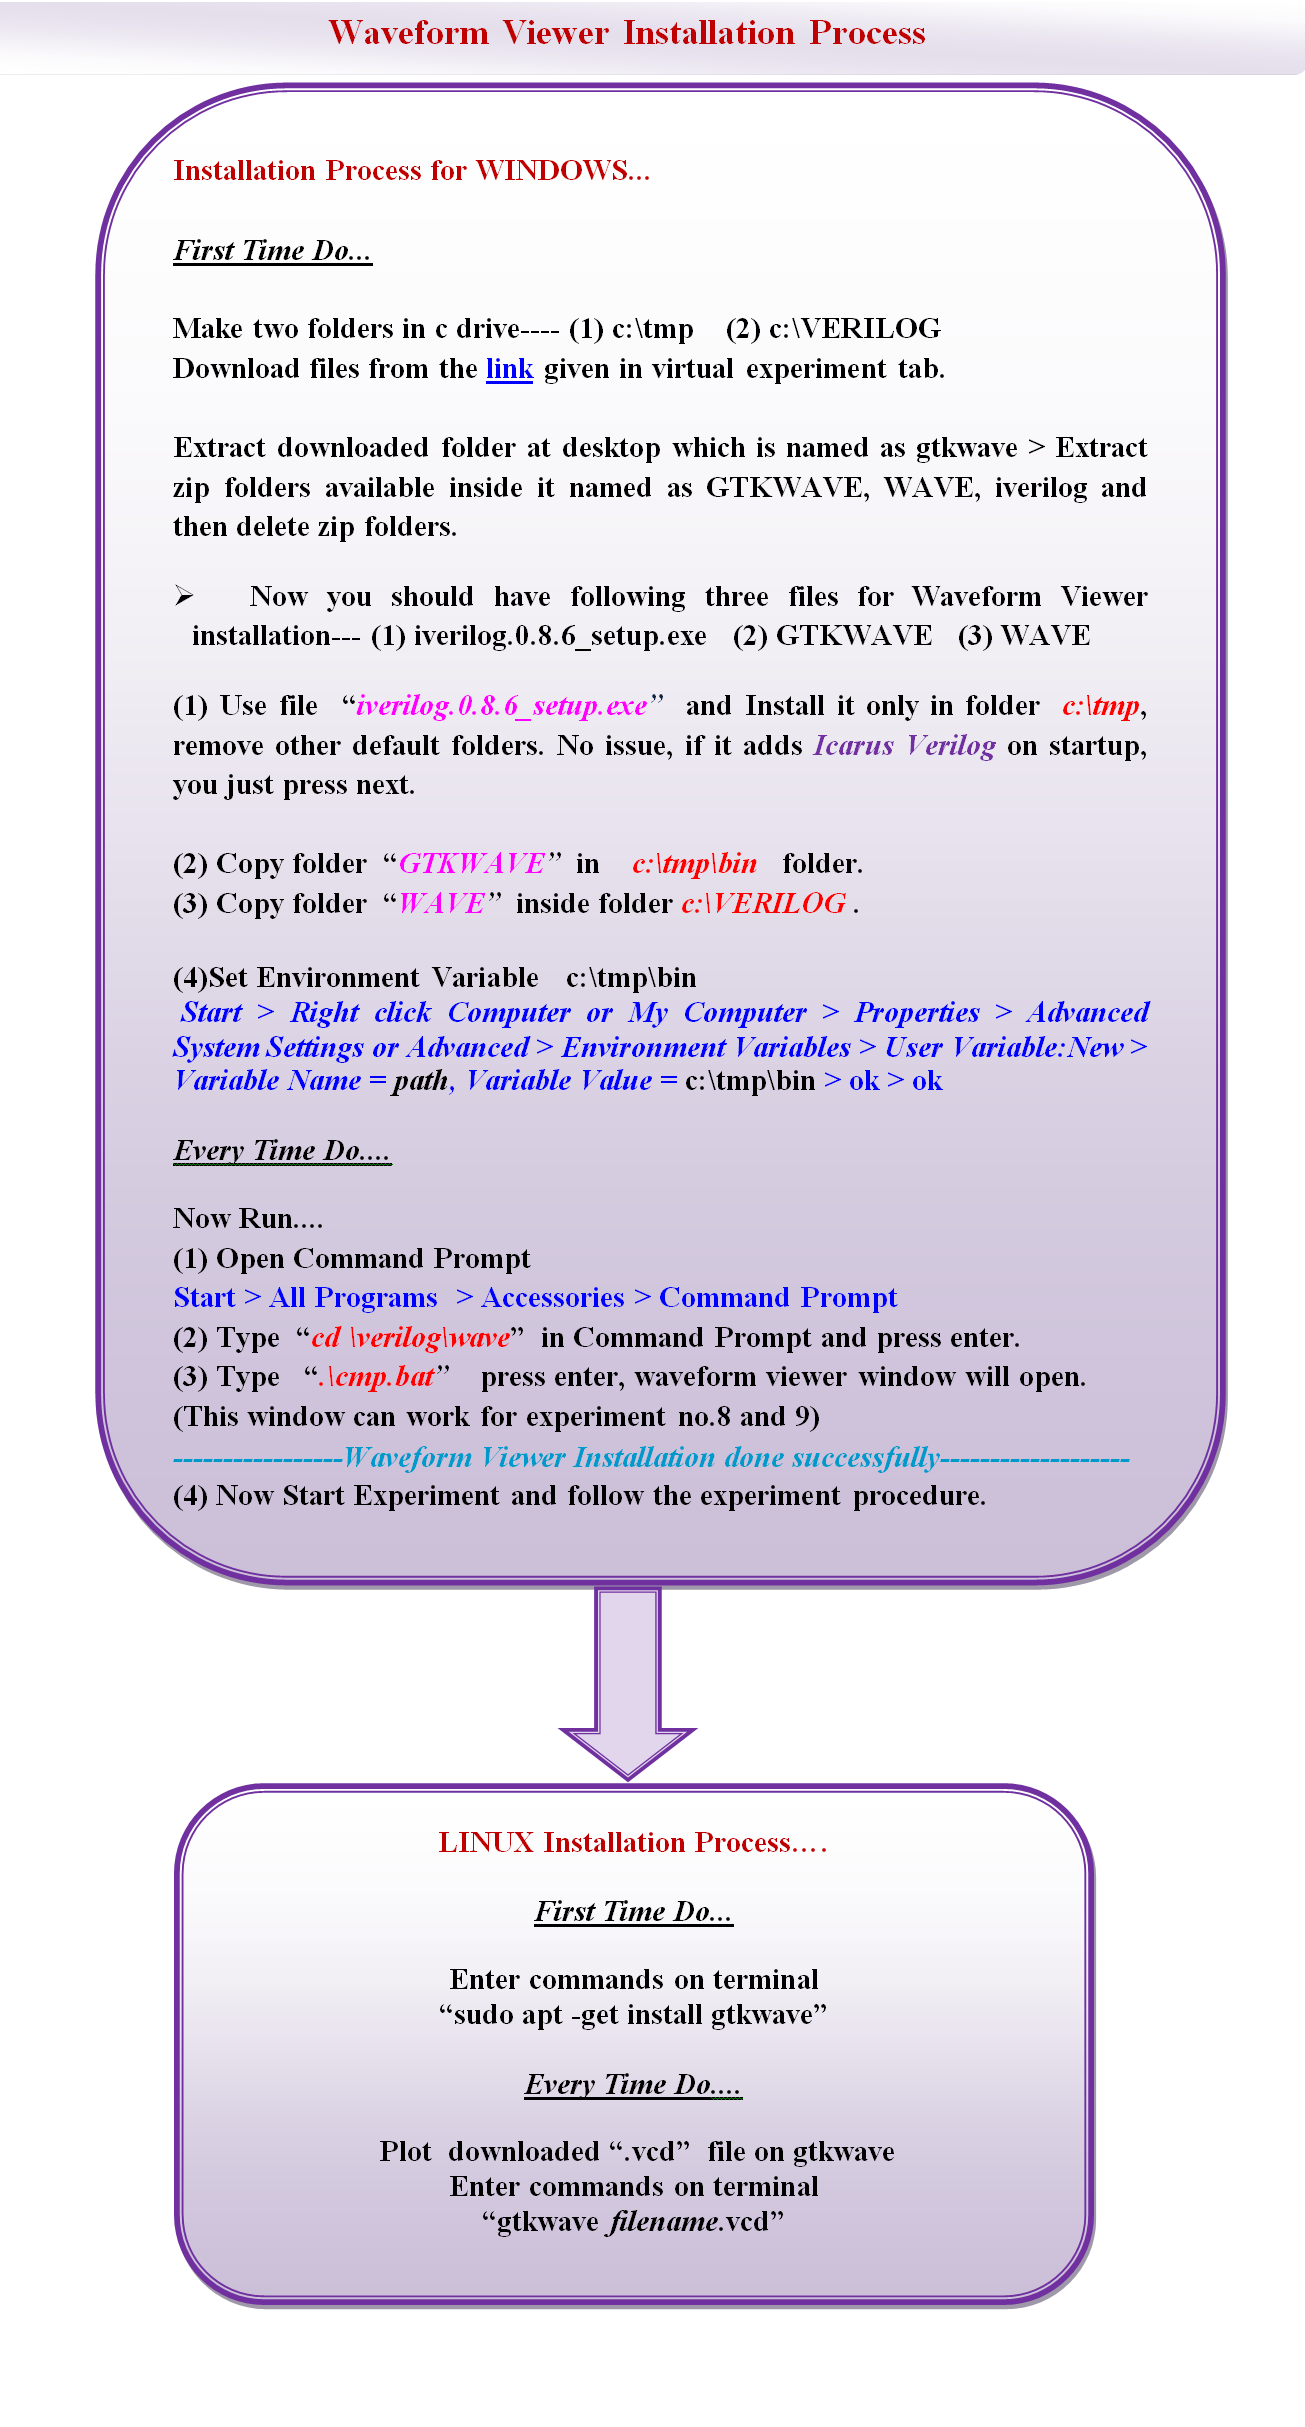 Waveform Viewer Installation Process
Installation Process for WINDOWS...
First Time Do...
Make two folders in c drive---- (1) c:\tmp (2) c:\VERILOG
Download files from the link given in virtual experiment tab.
Extract downloaded folder at desktop which is named as gtkwave > Extract
zip folders available inside it named as GTKWAVE, WAVE, iverilog and
then delete zip folders.
➢ Now you should have following three files for Waveform Viewer
installation--- (1) iverilog.0.8.6_setup.exe (2) GTKWAVE (3) WAVE
(1) Use file “iverilog.0.8.6_setup.exe” and Install it only in folder c:\tmp,
remove other default folders. No issue, if it adds Icarus Verilog on startup,
you just press next.
(2) Copy folder “GTKWAVE” in c:\tmp\bin folder.
(3) Copy folder “WAVE” inside folder c:\VERILOG .
(4)Set Environment Variable c:\tmp\bin
Start > Right click Computer or My Computer > Properties > Advanced
System Settings or Advanced > Environment Variables > User Variable:New >
Variable Name = path, Variable Value = c:\tmp\bin > ok > ok
Every Time Do....
Now Run....
(1) Open Command Prompt
Start > All Programs > Accessories > Command Prompt
(2) Type “cd \verilog\wave” in Command Prompt and press enter.
(3) Type “.\cmp.bat” press enter, waveform viewer window will open.
(This window can work for experiment no.8 and 9)
-----------------Waveform Viewer Installation done successfully-------------------
(4) Now Start Experiment and follow the experiment procedure.
LINUX Installation Process….
First Time Do...
Enter commands on terminal
“sudo apt -get install gtkwave”
Every Time Do....
Plot downloaded “.vcd” file on gtkwave
Enter commands on terminal
“gtkwave filename.vcd”